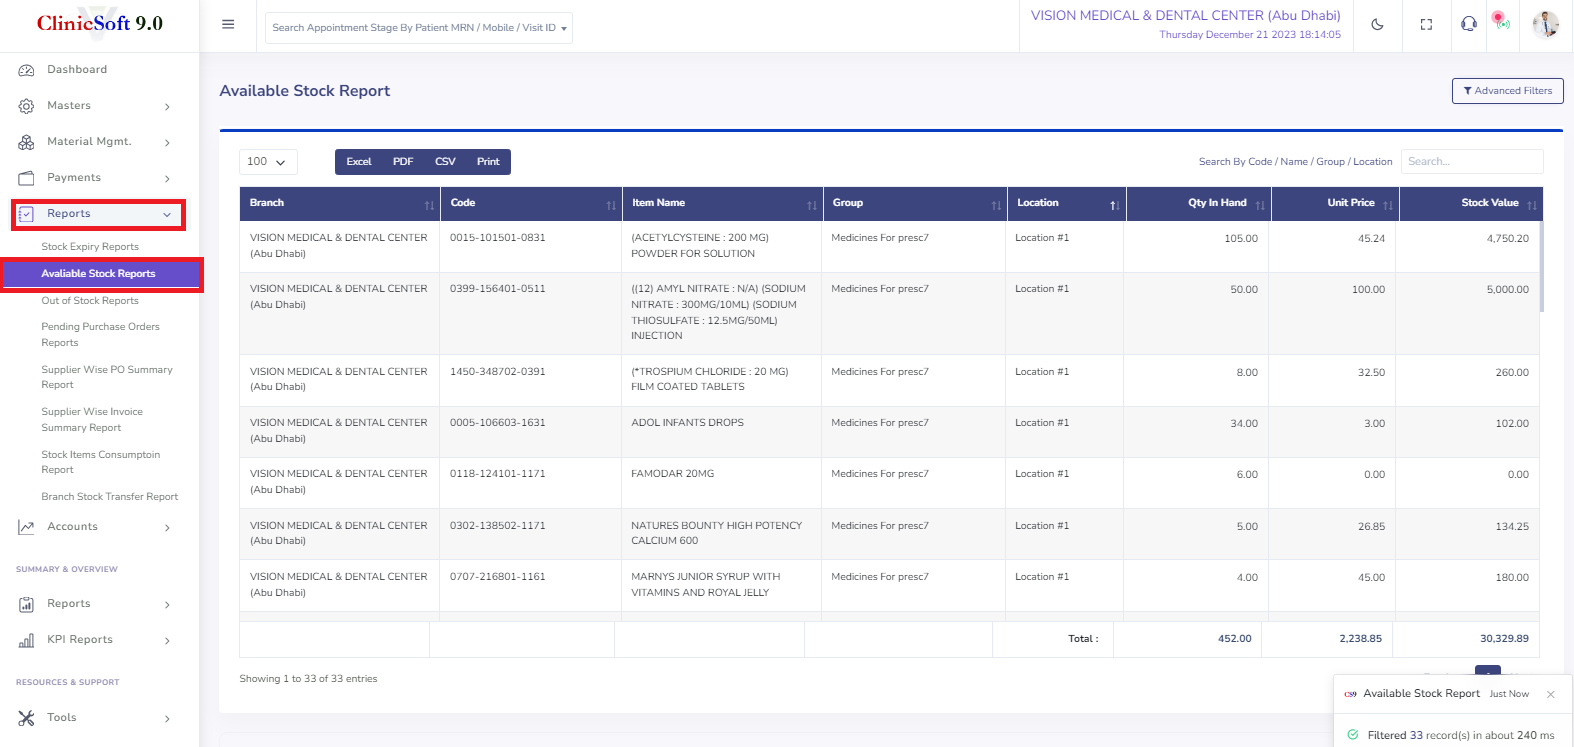 ClinicSoft 9.0
Search Appointment Stage By Patient MRN / Mobile / Visit ID
VISION MEDICAL & DENTAL CENTER (Abu Dhabi)
Thursday December 21 2023 18:14:05
Dashboard
Masters
Material Mgmt.
Payments
Reports
Stock Expiry Reports
Avaliable Stock Reports
Out of Stock Reports
Pending Purchase Orders
Reports
Supplier Wise PO Summary
Report
Supplier Wise Invoice
Summary Report
Stock Items Consumptoin
Report
Branch Stock Transfer Report
Accounts
SUMMARY & OVERVIEW
Reports
KPI Reports
RESOURCES & SUPPORT
Tools
Available Stock Report
Advanced Filters
100
Excel PDF CSV Print
Search By Code / Name / Group / Location Search...
Branch Code Item Name Group Location Qty In Hand Unit Price Stock Value
VISION MEDICAL & DENTAL CENTER 0015-101501-0831 (ACETYLCYSTEINE : 200 MG) Medicines For presc7 Location #1 105.00 45.24 4,750.20
(Abu Dhabi) POWDER FOR SOLUTION
VISION MEDICAL & DENTAL CENTER 0399-156401-0511 ((12) AMYL NITRATE : N/A) (SODIUM Medicines For presc7 Location #1 50.00 100.00 5,000.00
(Abu Dhabi) NITRATE : 300MG/10ML) (SODIUM
THIOSULFATE : 12.5MG/50ML)
INJECTION
VISION MEDICAL & DENTAL CENTER 1450-348702-0391 (*TROSPIUM CHLORIDE : 20 MG) Medicines For presc7 Location #1 8.00 32.50 260.00
(Abu Dhabi) FILM COATED TABLETS
VISION MEDICAL & DENTAL CENTER 0005-106603-1631 ADOL INFANTS DROPS Medicines For presc7 Location #1 34.00 3.00 102.00
(Abu Dhabi)
VISION MEDICAL & DENTAL CENTER 0118-124101-1171 FAMODAR 20MG Medicines For presc7 Location #1 6.00 0.00 0.00
(Abu Dhabi)
VISION MEDICAL & DENTAL CENTER 0302-138502-1171 NATURES BOUNTY HIGH POTENCY Medicines For presc7 Location #1 5.00 26.85 134.25
(Abu Dhabi) CALCIUM 600
VISION MEDICAL & DENTAL CENTER 0707-216801-1161 MARNYS JUNIOR SYRUP WITH Medicines For presc7 Location #1 4.00 45.00 180.00
(Abu Dhabi) VITAMINS AND ROYAL JELLY
Total : 452.00 2,238.85 30,329.89
Showing 1 to 33 of 33 entries
CS9 Available Stock Report Just Now
Filtered 33 record(s) in about 240 ms